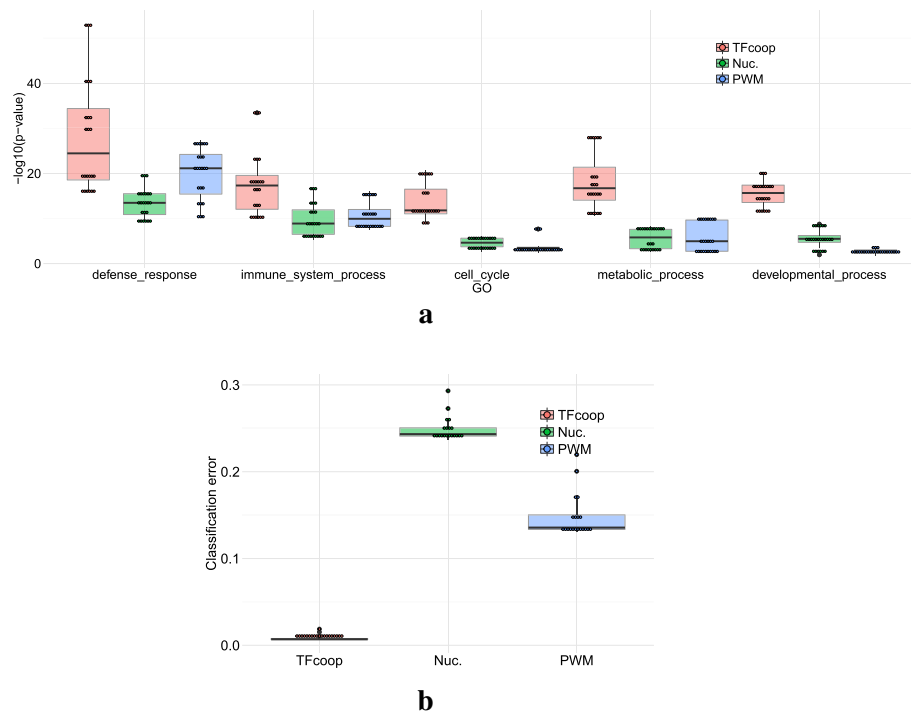 −log10(p−value)
40
20
0
TFcoop
Nuc.
PWM
defense_response immune_system_process cell_cycle metabolic_process developmental_process
GO
a
Classification error
0.3
0.2
0.1
0.0
TFcoop
Nuc.
PWM
TFcoop Nuc. PWM
b